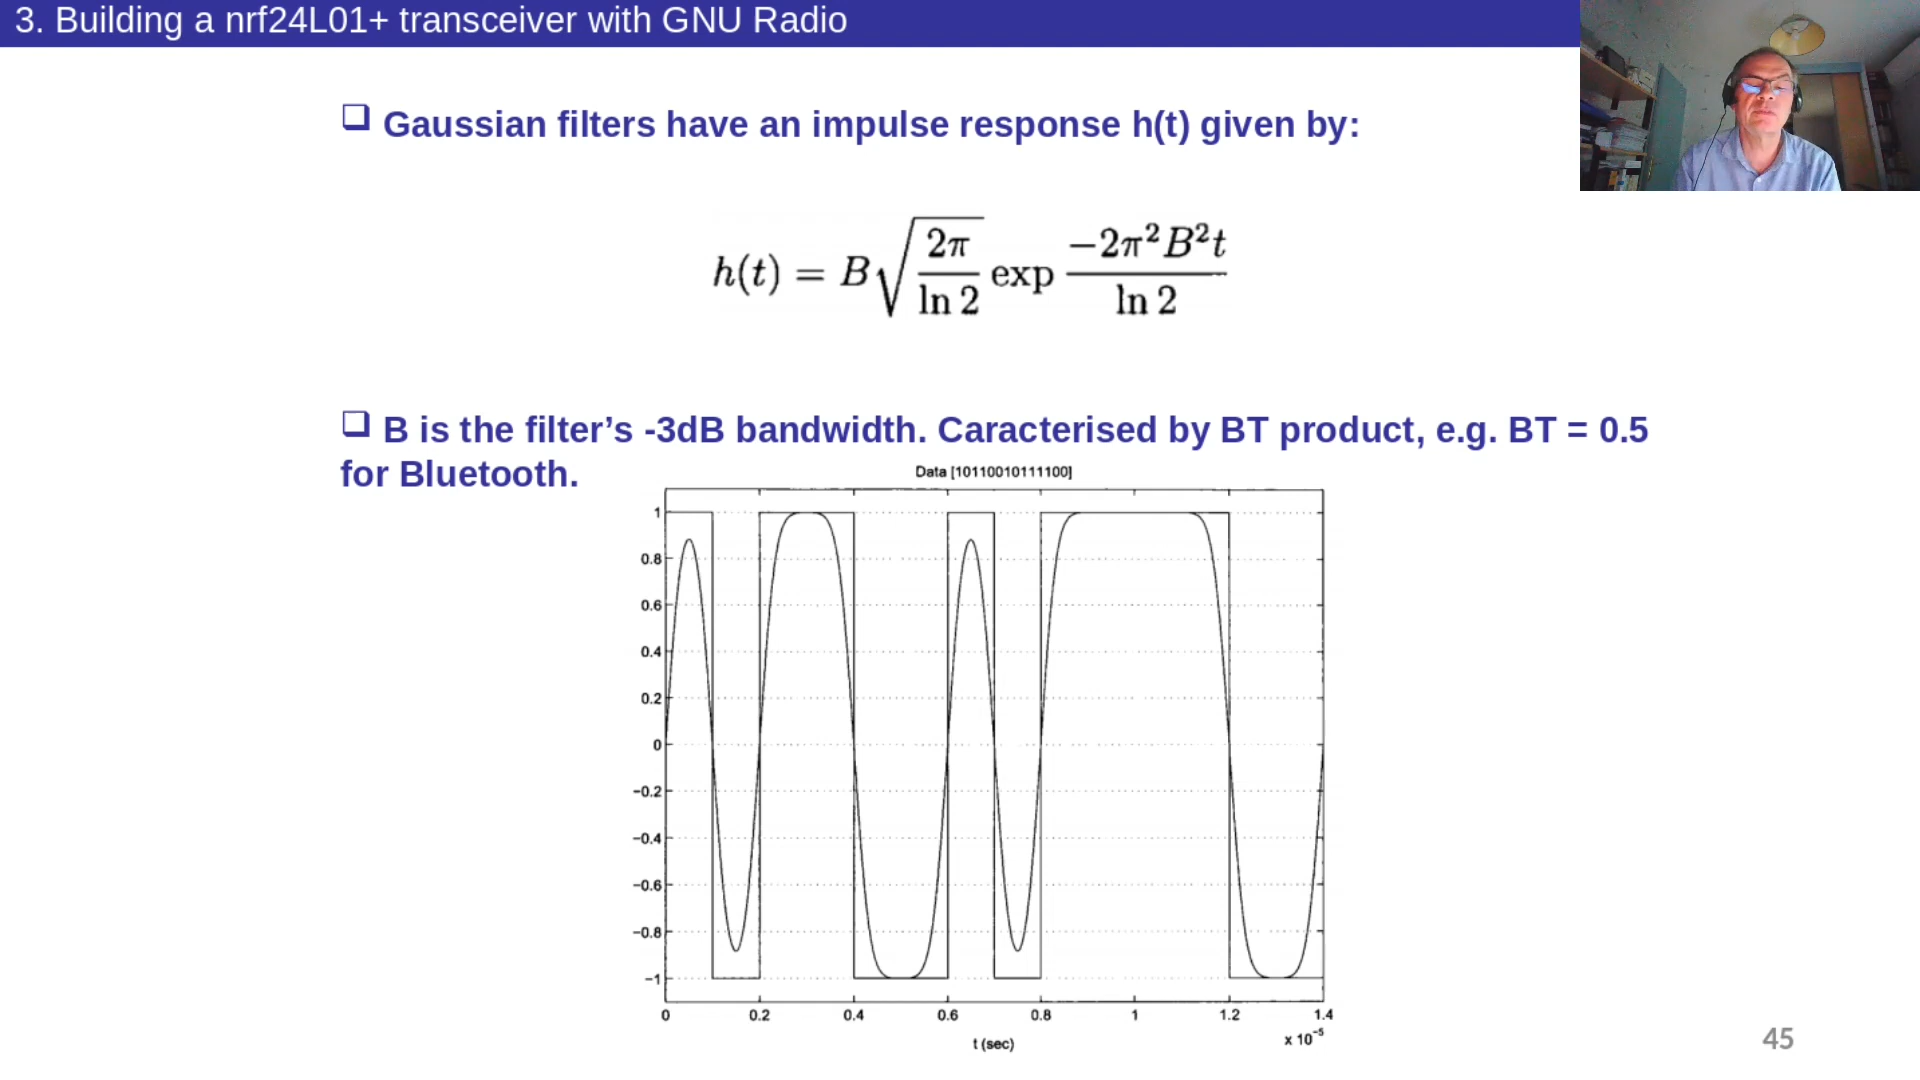 3. Building a nrf24L01+ transceiver with GNU Radio
❑ Gaussian filters have an impulse response h(t) given by:
h(t) = B√(2π/ln 2) exp (−2π²B²t)/(ln 2)
❑ B is the filter’s -3dB bandwidth. Caracterised by BT product, e.g. BT = 0.5
for Bluetooth.
Data [10110010111100]
1
0.8
0.6
0.4
0.2
0
−0.2
−0.4
−0.6
−0.8
−1
0 0.2 0.4 0.6 0.8 1 1.2 1.4
x 10⁻⁵
t (sec)
45